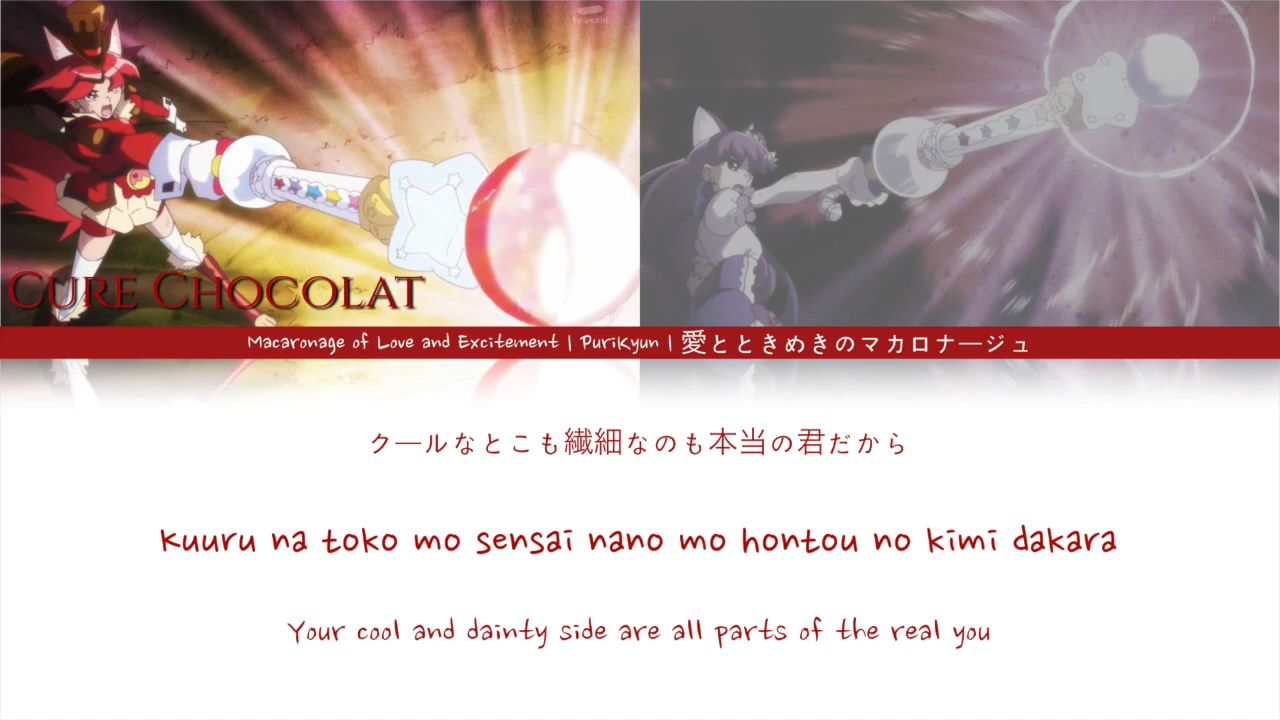 tv asahi
CURE CHOCOLAT
Macaronage of Love and Excitement | PuriKyun | 愛とときめきのマカロナージュ
クールなとこも繊細なのも本当の君だから
kuuru na toko mo sensai nano mo hontou no kimi dakara
Your cool and dainty side are all parts of the real you